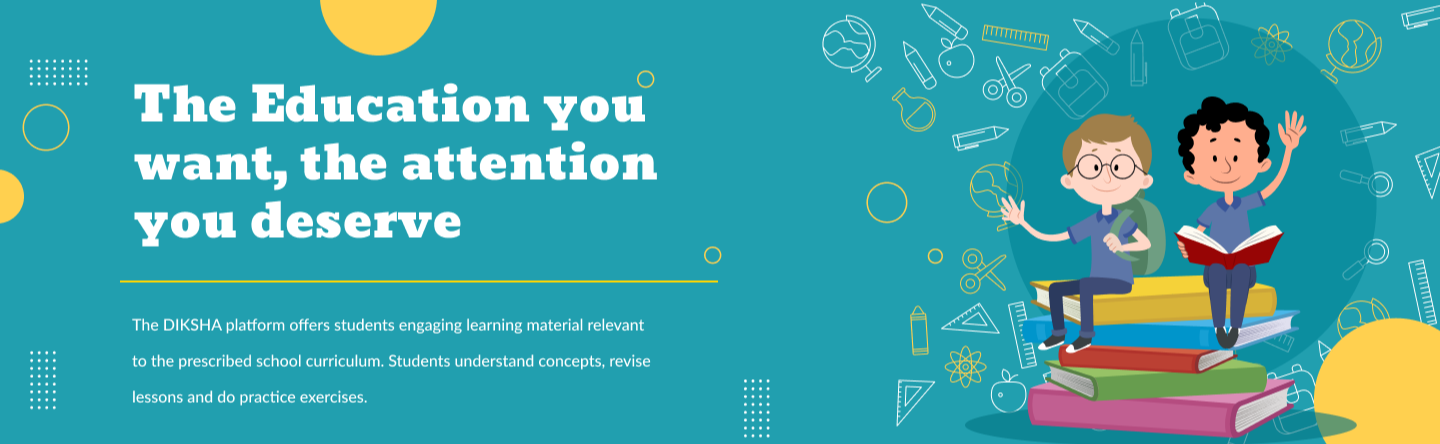 The Education you
want, the attention
you deserve
The DIKSHA platform offers students engaging learning material relevant
to the prescribed school curriculum. Students understand concepts, revise
lessons and do practice exercises.